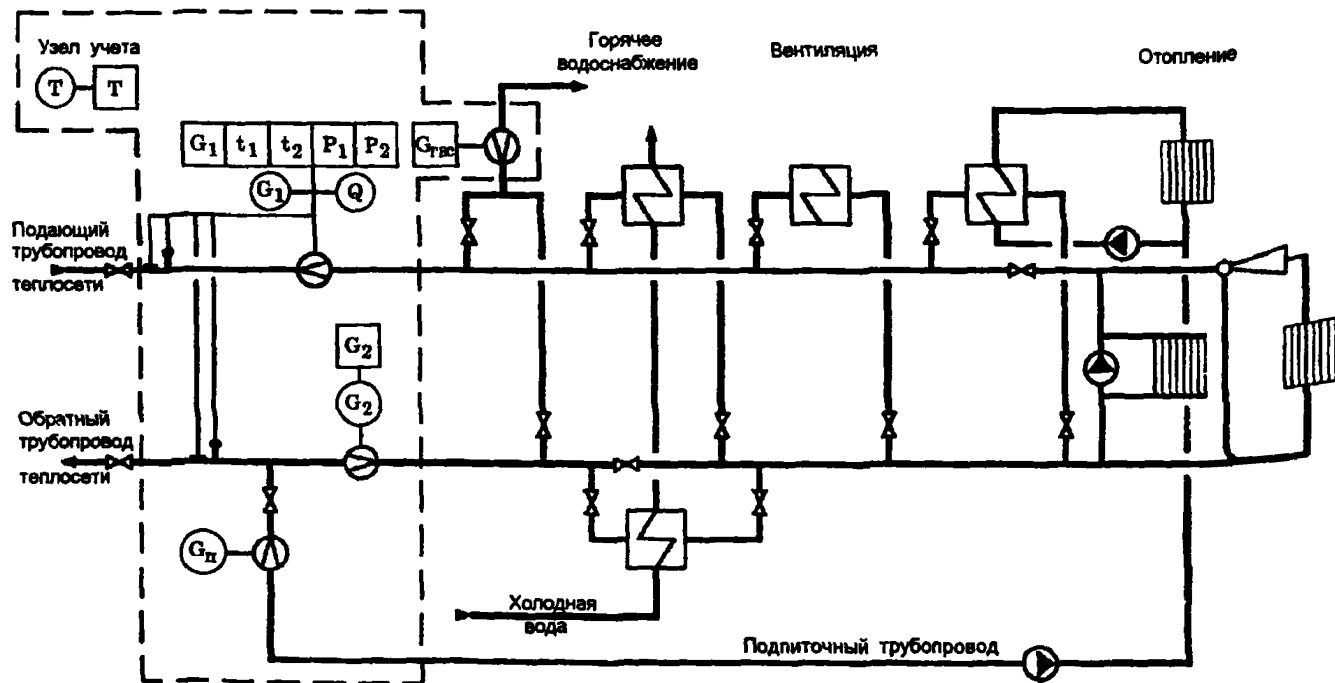 Узел учета
T T
Горячее
водоснабжение
Вентиляция
Отопление
G1 t1 t2 P1 P2
Gгвс
G1 Q
Подающий
трубопровод
теплосети
G2
G2
Обратный
трубопровод
теплосети
Gп
Холодная
вода
Подпиточный трубопровод